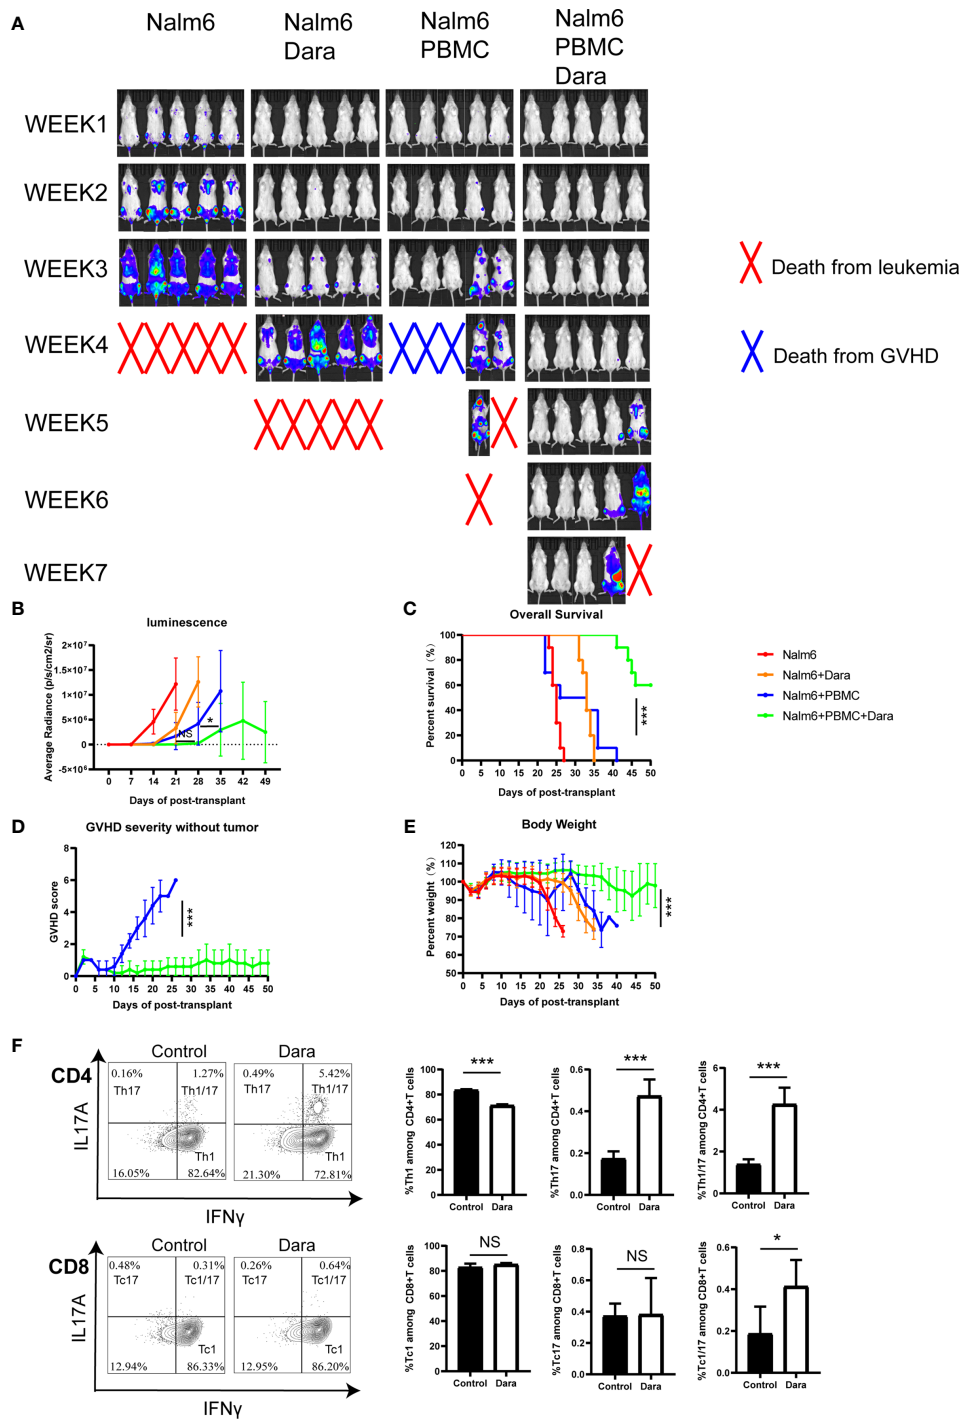 A
Nalm6
Nalm6
Dara
Nalm6
PBMC
Nalm6
PBMC
Dara
WEEK1
WEEK2
WEEK3
WEEK4
WEEK5
WEEK6
WEEK7
Death from leukemia
Death from GVHD
B
luminescence
Average Radiance (p/s/cm2/sr)
2×10⁷
1.5×10⁷
1×10⁷
5×10⁶
0
-5×10⁶
NS
*
0 7 14 21 28 35 42 49
Days of post-transplant
C
Overall Survival
Percent survival (%)
100
80
60
40
20
0
***
0 5 10 15 20 25 30 35 40 45 50
Days of post-transplant
Nalm6
Nalm6+Dara
Nalm6+PBMC
Nalm6+PBMC+Dara
D
GVHD severity without tumor
GVHD score
8
6
4
2
0
***
0 5 10 15 20 25 30 35 40 45 50
Days of post-transplant
E
Body Weight
Percent weight (%)
120
110
100
90
80
70
60
50
***
0 5 10 15 20 25 30 35 40 45 50
Days of post-transplant
F
Control Dara
CD4
IL17A
0.16% 1.27%
Th17 Th1/17
Th1
16.05% 82.64%
0.49% 5.42%
Th17 Th1/17
Th1
21.30% 72.81%
IFNγ
%Th1 among CD4+T cells
100
80
60
40
20
0
***
Control Dara
%Th17 among CD4+T cells
0.6
0.4
0.2
0.0
***
Control Dara
%Th1/17 among CD4+T cells
6
4
2
0
***
Control Dara
Control Dara
CD8
IL17A
0.48% 0.31%
Tc17 Tc1/17
Tc1
12.94% 86.33%
0.26% 0.64%
Tc17 Tc1/17
Tc1
12.95% 86.20%
IFNγ
%Tc1 among CD8+T cells
100
80
60
40
20
0
NS
Control Dara
%Tc17 among CD8+T cells
0.8
0.6
0.4
0.2
0.0
NS
Control Dara
%Tc1/17 among CD8+T cells
0.6
0.4
0.2
0.0
*
Control Dara